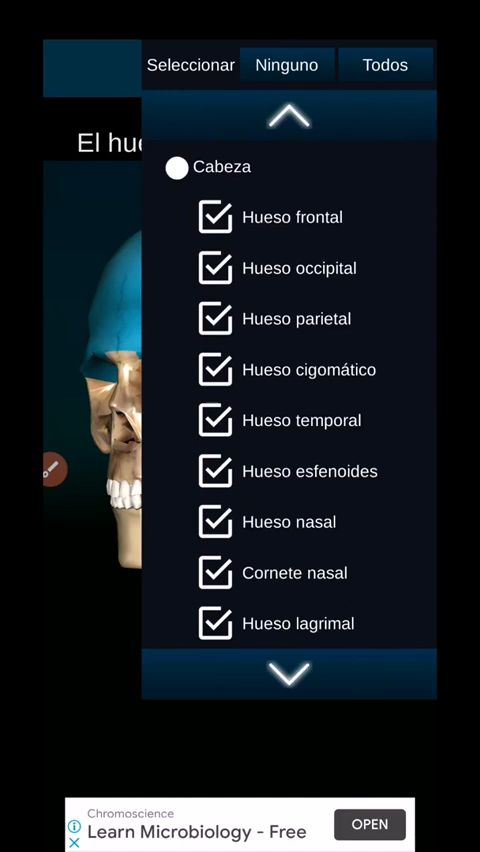 Seleccionar Ninguno Todos
El hue
Cabeza
Hueso frontal
Hueso occipital
Hueso parietal
Hueso cigomático
Hueso temporal
Hueso esfenoides
Hueso nasal
Cornete nasal
Hueso lagrimal
Chromoscience
Learn Microbiology - Free
OPEN